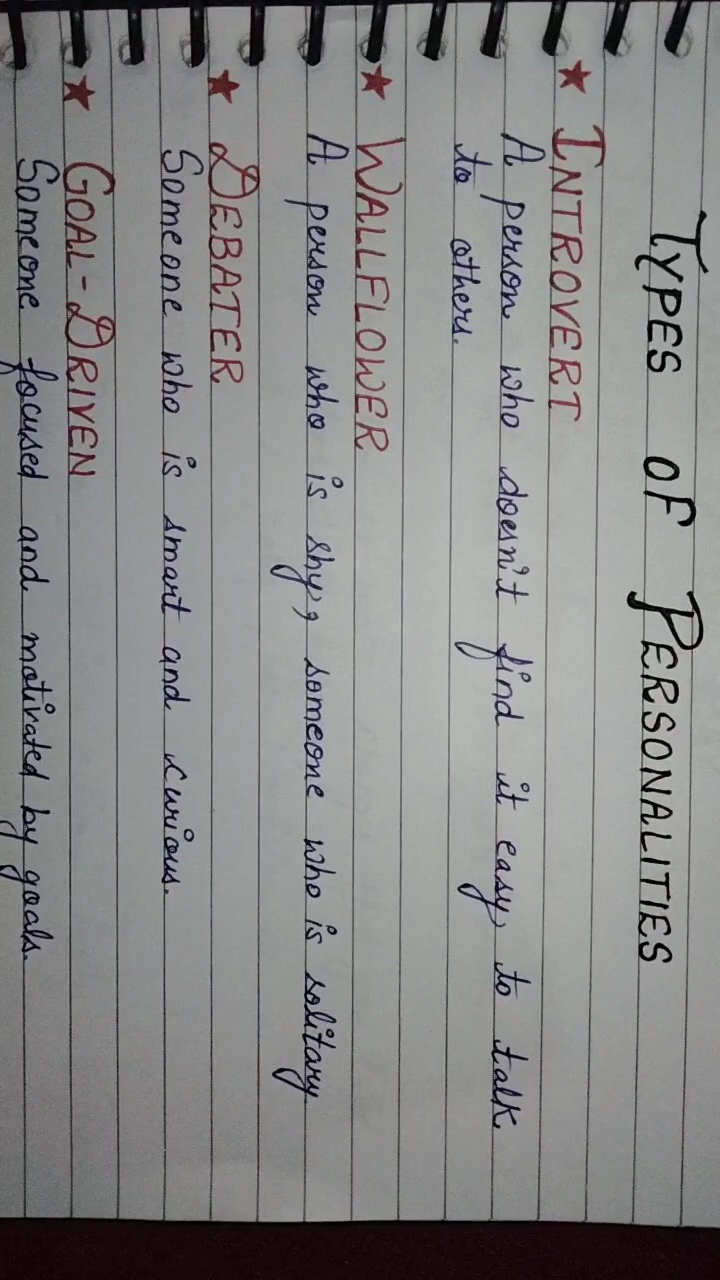 TYPES OF PERSONALITIES
★ INTROVERT
A person who doesn't find it easy to talk
to others.
★ WALLFLOWER
A person who is shy, someone who is solitary
★ DEBATER
Someone who is smart and curious.
★ GOAL-DRIVEN
Someone focused and motivated by goals.